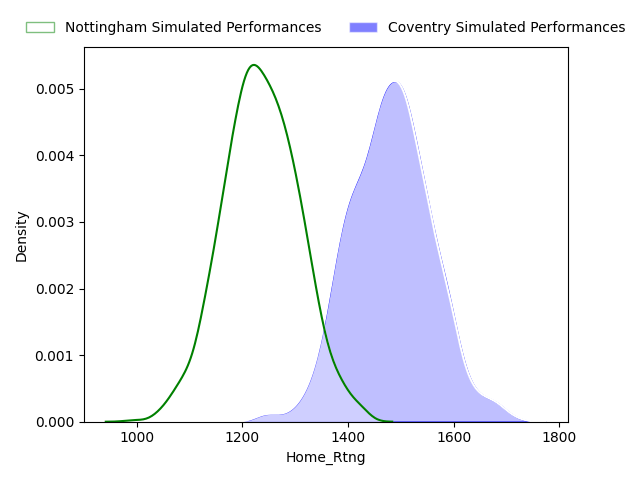 Nottingham Simulated Performances Coventry Simulated Performances
0.005
0.004
0.003
0.002
0.001
0.000
Density
1000 1200 1400 1600 1800
Home_Rtng